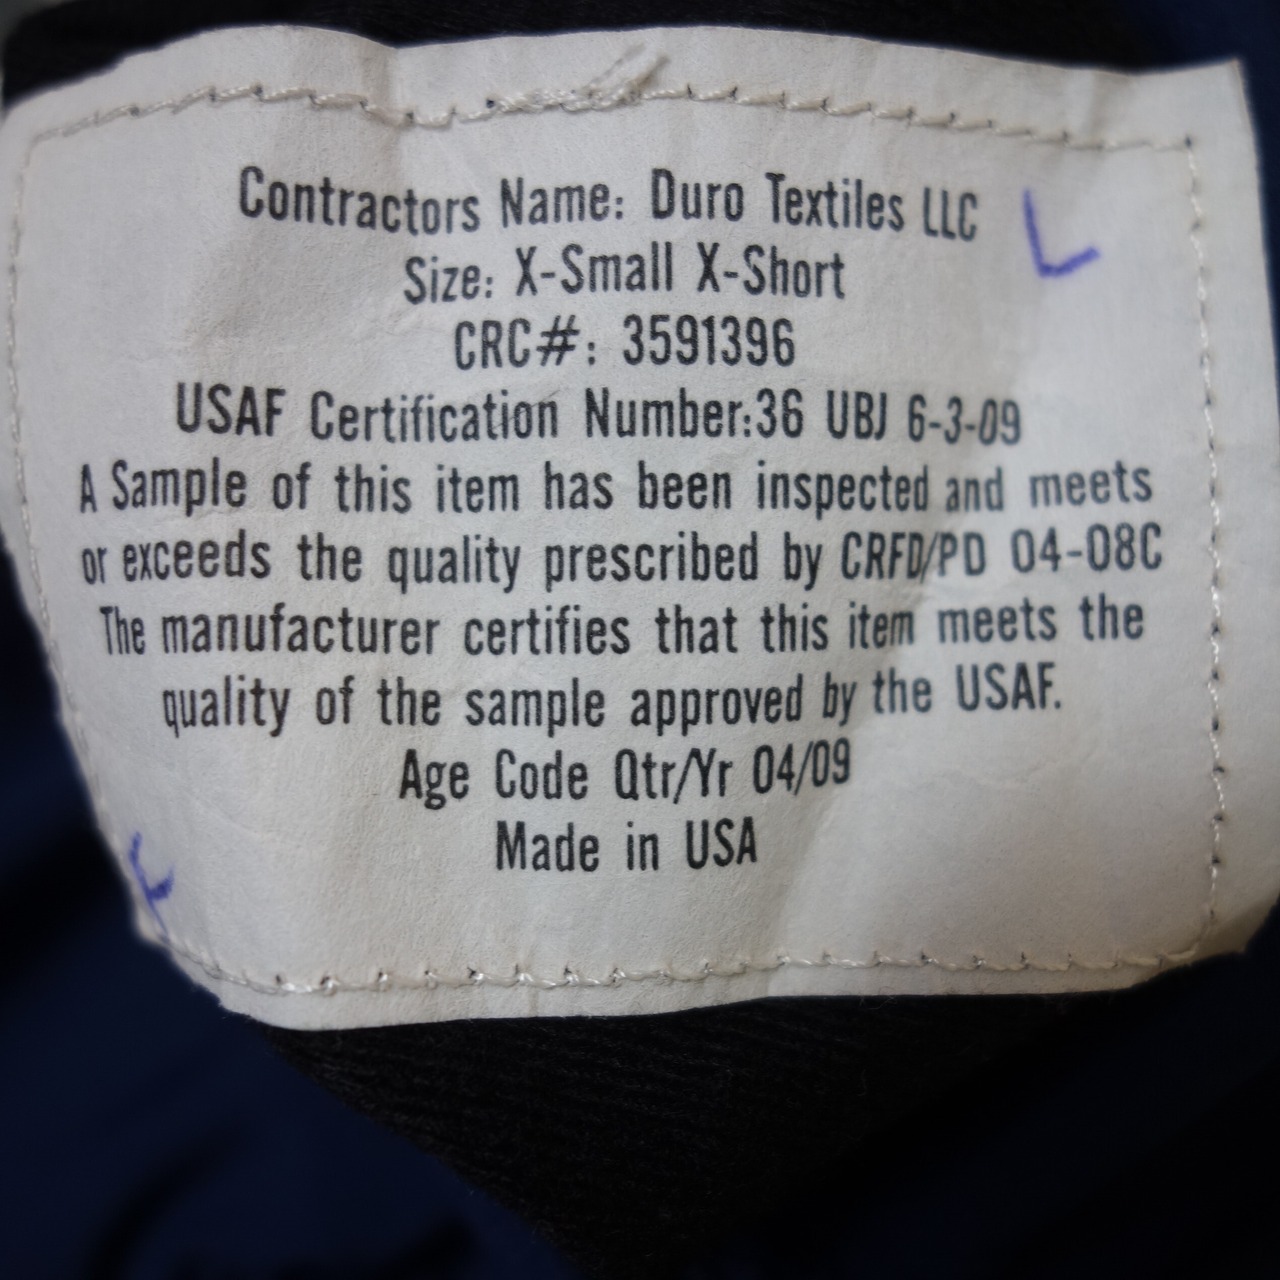 Contractors Name: Duro Textiles LLC
L
Size: X-Small X-Short
CRC#: 3591396
USAF Certification Number:36 UBJ 6-3-09
A Sample of this item has been inspected and meets
or exceeds the quality prescribed by CRFD/PD 04-08C
The manufacturer certifies that this item meets the
quality of the sample approved by the USAF.
Age Code Qtr/Yr 04/09
Made in USA